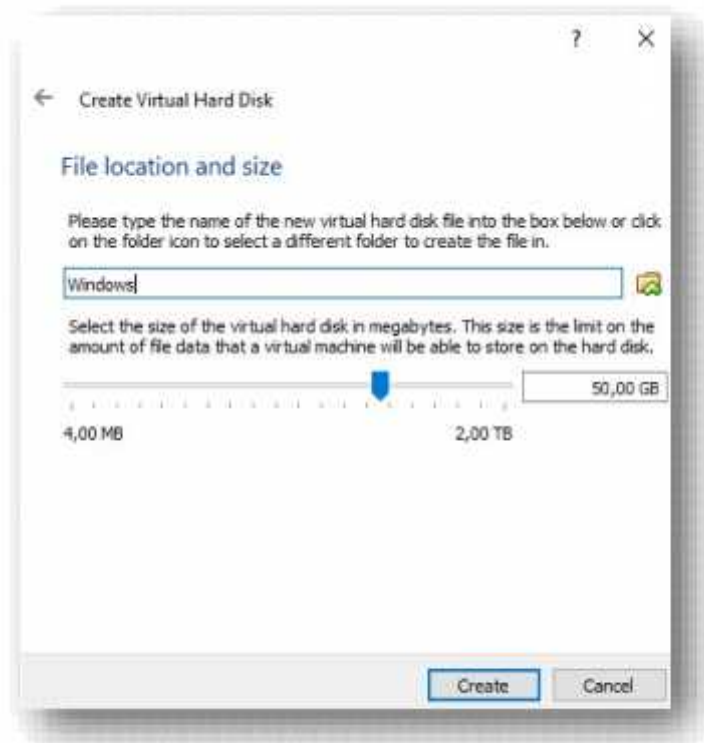 ?
Create Virtual Hard Disk
File location and size
Please type the name of the new virtual hard disk file into the box below or click
on the folder icon to select a different folder to create the file in.
Windows
Select the size of the virtual hard disk in megabytes. This size is the limit on the
amount of file data that a virtual machine will be able to store on the hard disk.
50,00 GB
4,00 MB 2,00 TB
Create Cancel